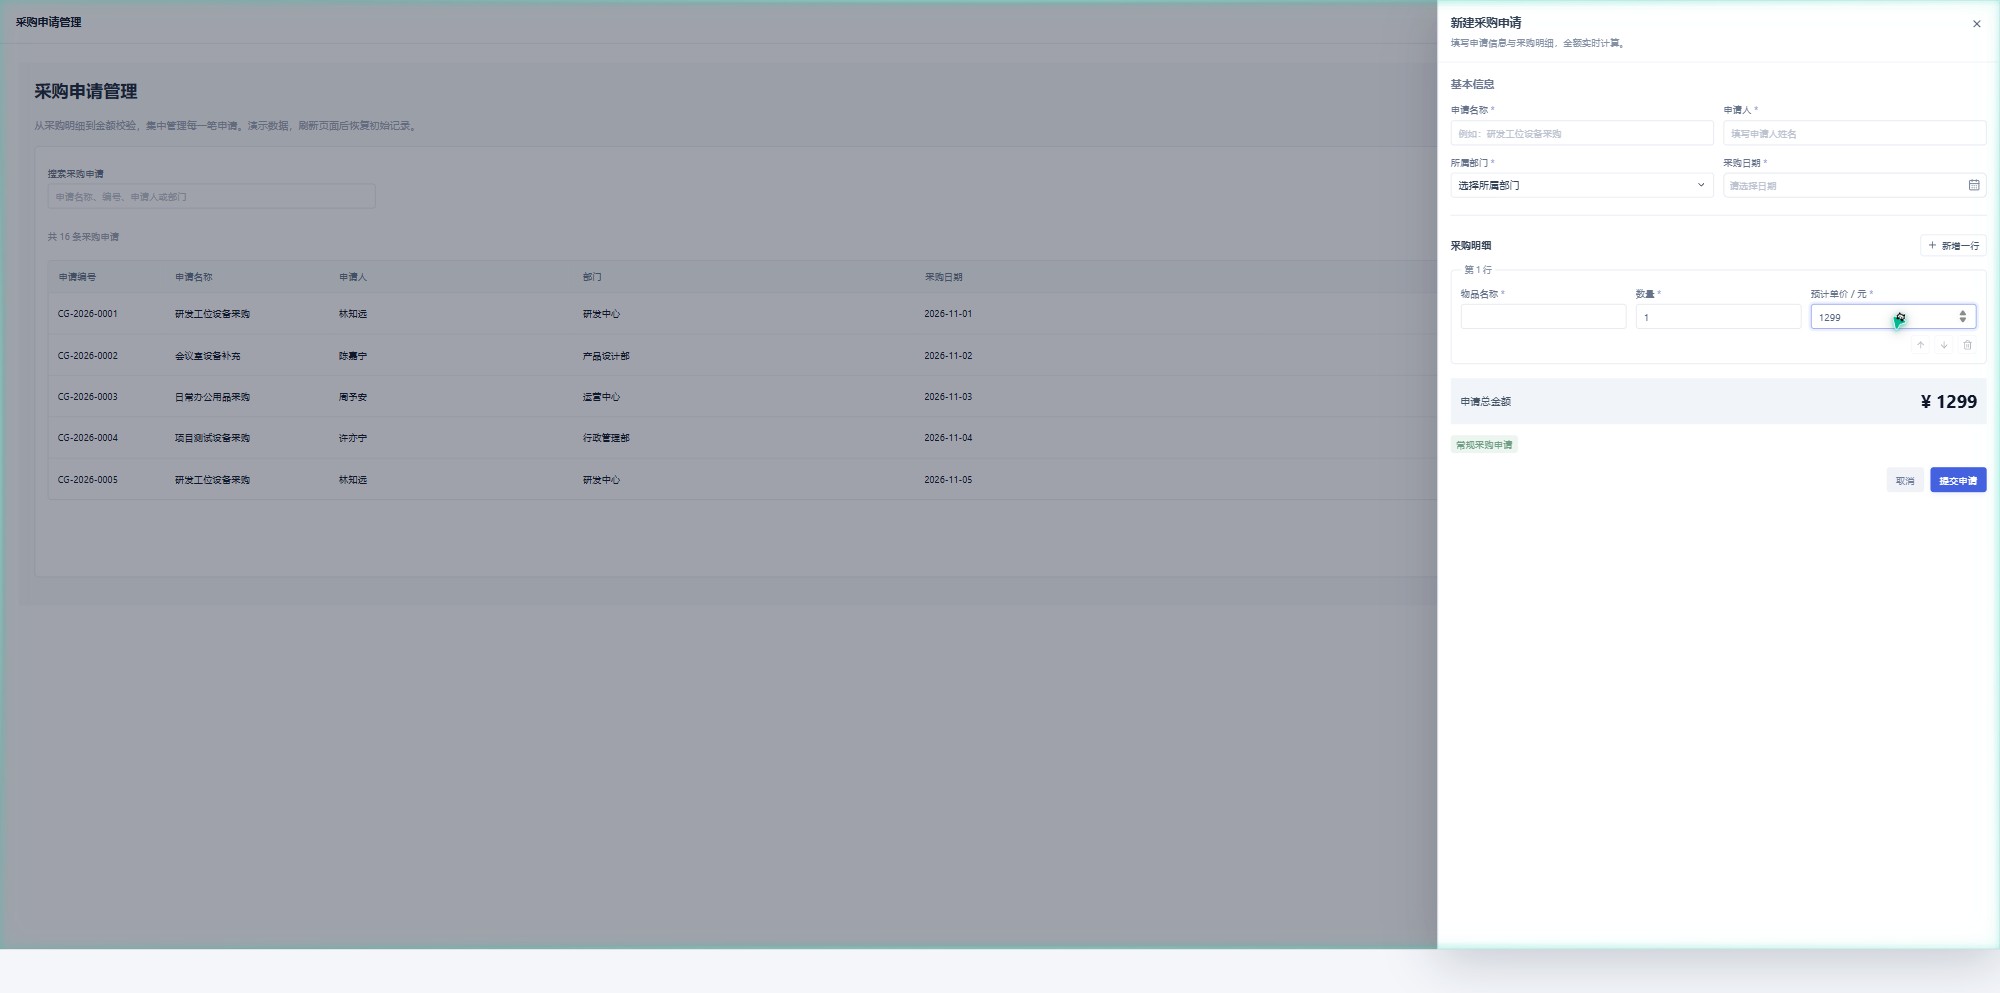 采购申请管理
采购申请管理
从采购明细到金额校验，集中管理每一笔申请。演示数据，刷新页面后恢复初始记录。
搜索采购申请
申请名称、编号、申请人或部门
共 16 条采购申请
申请编号 申请名称 申请人 部门 采购日期
CG-2026-0001 研发工位设备采购 林知远 研发中心 2026-11-01
CG-2026-0002 会议室设备补充 陈嘉宁 产品设计部 2026-11-02
CG-2026-0003 日常办公用品采购 周予安 运营中心 2026-11-03
CG-2026-0004 项目测试设备采购 许亦宁 行政管理部 2026-11-04
CG-2026-0005 研发工位设备采购 林知远 研发中心 2026-11-05
新建采购申请
填写申请信息与采购明细，金额实时计算。
基本信息
申请名称 * 申请人 *
例如：研发工位设备采购 填写申请人姓名
所属部门 * 采购日期 *
选择所属部门 请选择日期
采购明细 新增一行
第 1 行
物品名称 * 数量 * 预计单价 / 元 *
1 1299
申请总金额 ¥ 1299
常规采购申请
取消 提交申请